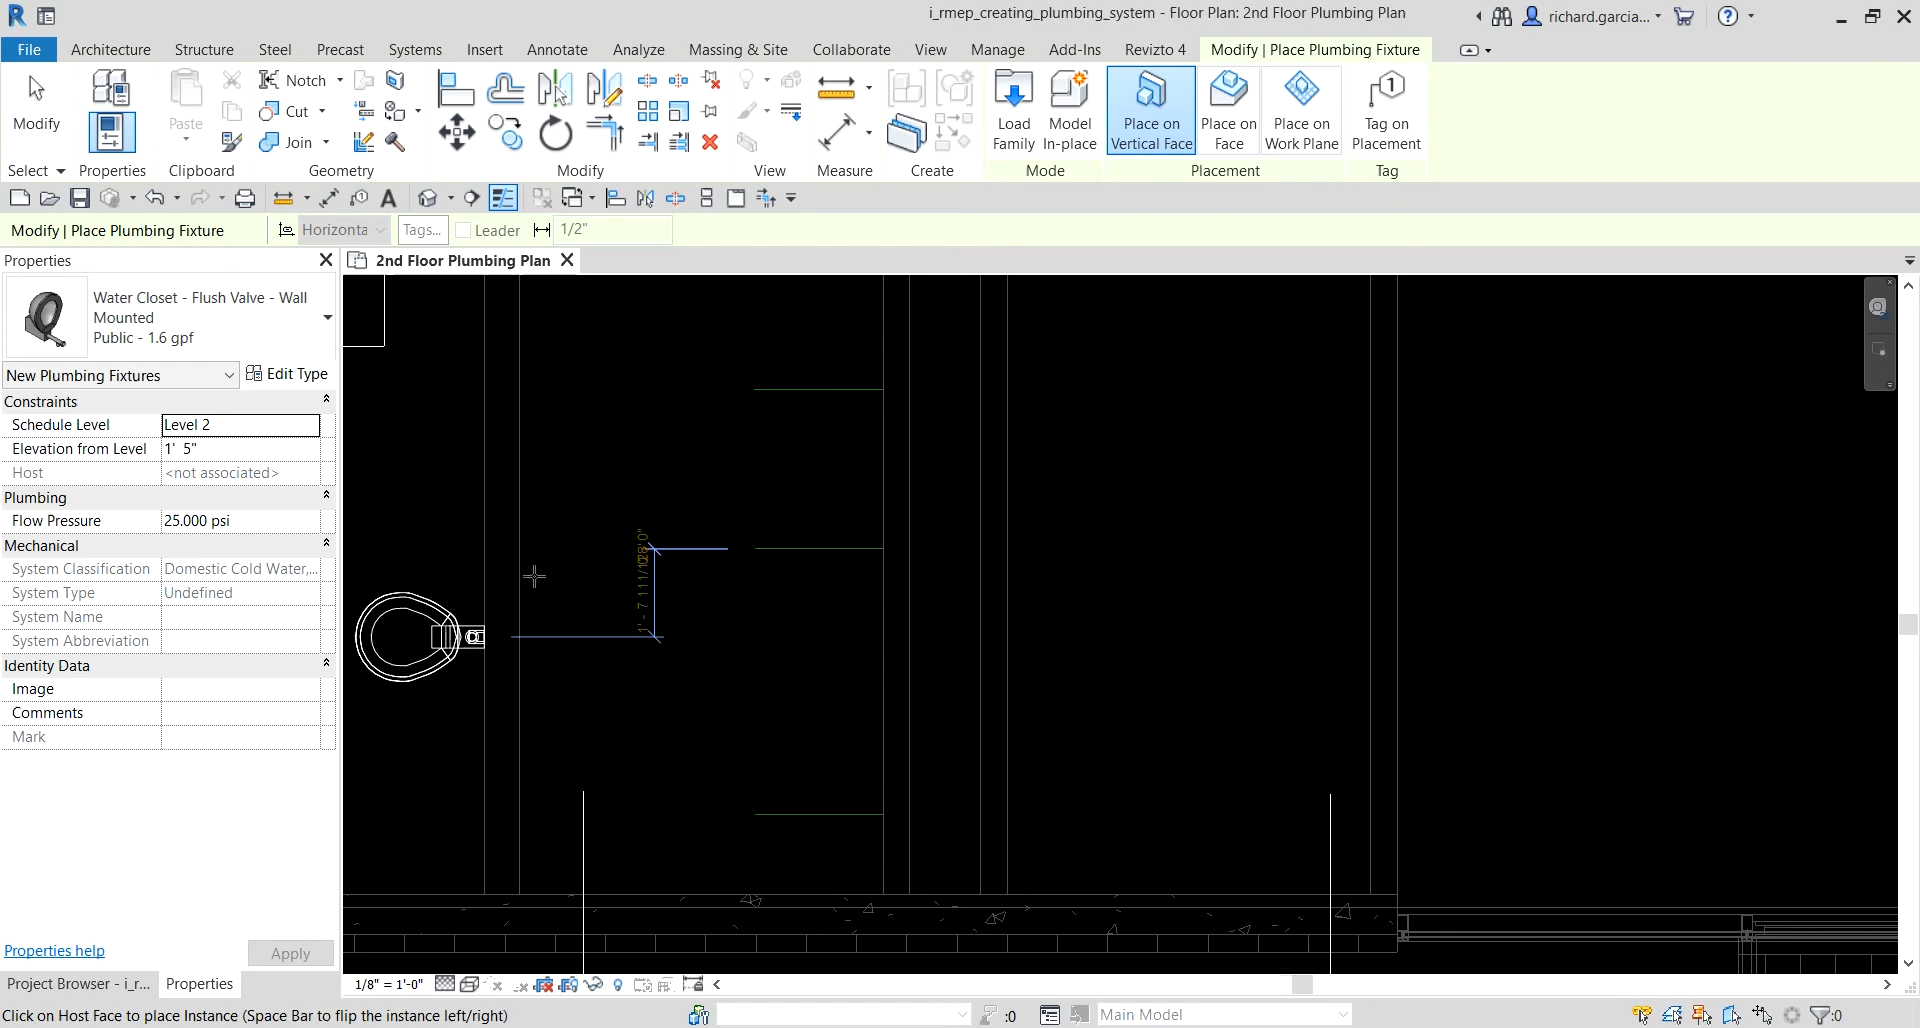 i_rmep_creating_plumbing_system - Floor Plan: 2nd Floor Plumbing Plan
richard.garcia...
File Architecture Structure Steel Precast Systems Insert Annotate Analyze Massing & Site Collaborate View Manage Add-Ins Revizto 4 Modify | Place Plumbing Fixture
Modify
Paste
Notch
Cut
Join
Load Family
Model In-place
Place on Vertical Face
Place on Face
Place on Work Plane
Tag on Placement
Select Properties Clipboard Geometry Modify View Measure Create Mode Placement Tag
Modify | Place Plumbing Fixture Horizonta Tags... Leader 1/2"
Properties
2nd Floor Plumbing Plan
Water Closet - Flush Valve - Wall
Mounted
Public - 1.6 gpf
New Plumbing Fixtures Edit Type
Constraints
Schedule Level Level 2
Elevation from Level 1' 5"
Host <not associated>
Plumbing
Flow Pressure 25.000 psi
Mechanical
System Classification Domestic Cold Water,...
System Type Undefined
System Name
System Abbreviation
Identity Data
Image
Comments
Mark
Properties help Apply
Project Browser - i_r... Properties
1/8" = 1'-0"
Click on Host Face to place Instance (Space Bar to flip the instance left/right)
:0
Main Model
:0